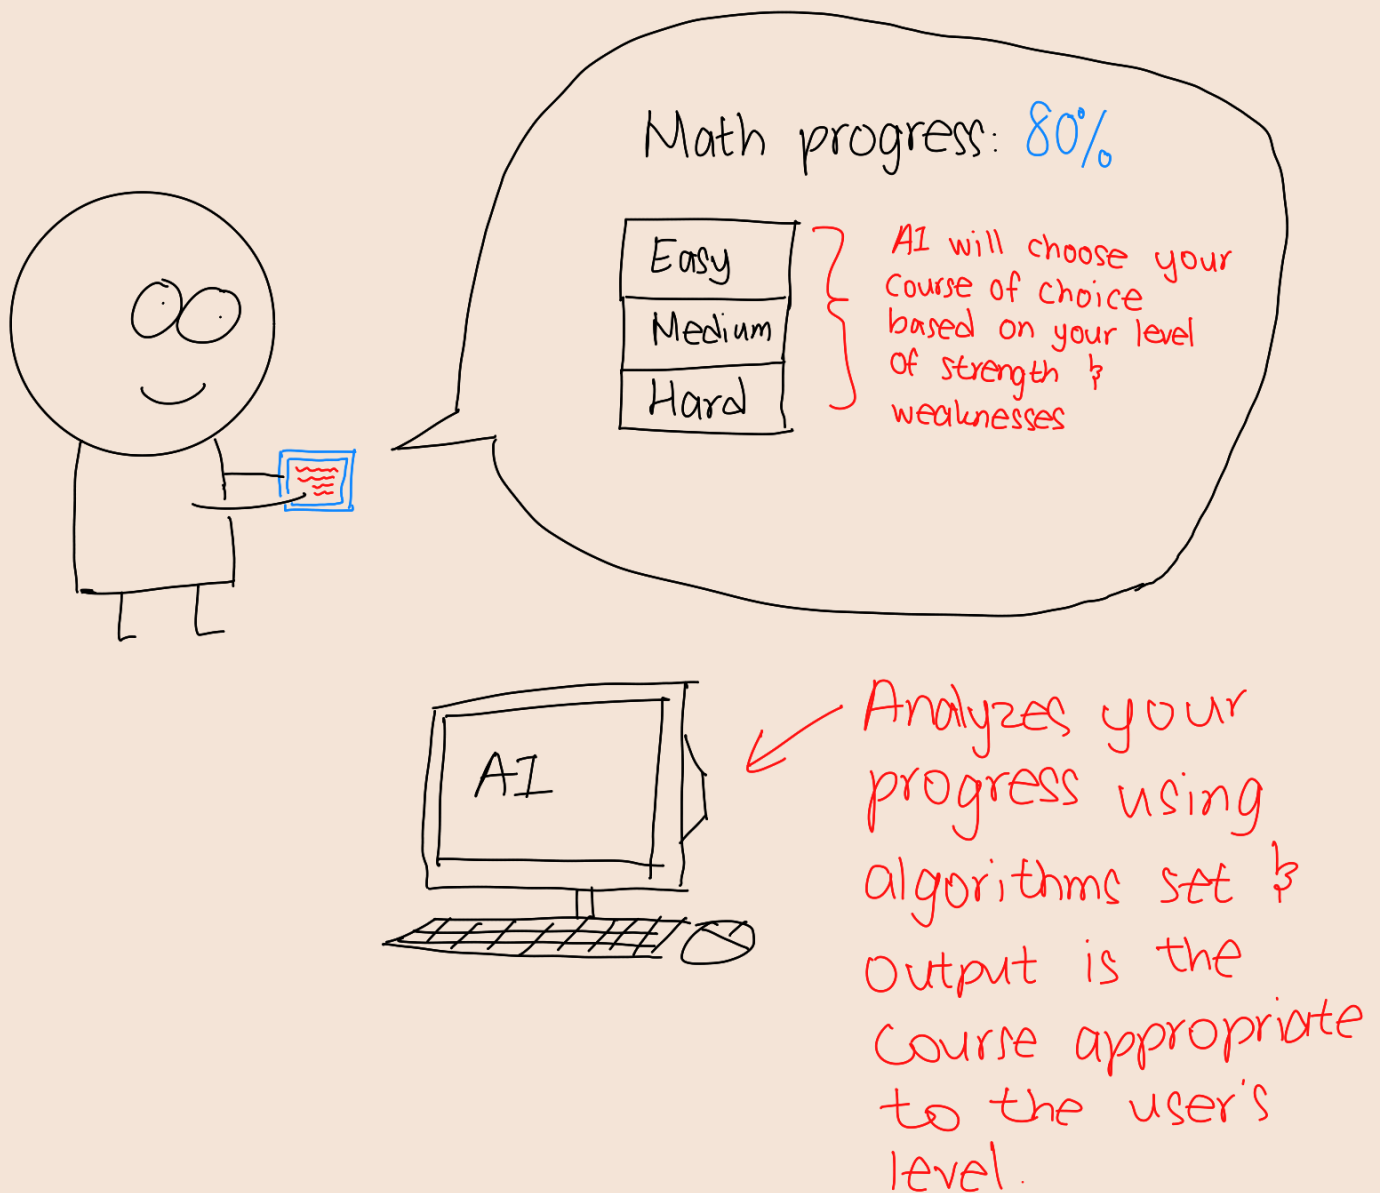 Math progress: 80%
Easy
Medium
Hard
AI will choose your
course of choice
based on your level
of strength &
weaknesses
AI
Analyzes your
progress using
algorithms set &
output is the
course appropriate
to the user's
level.